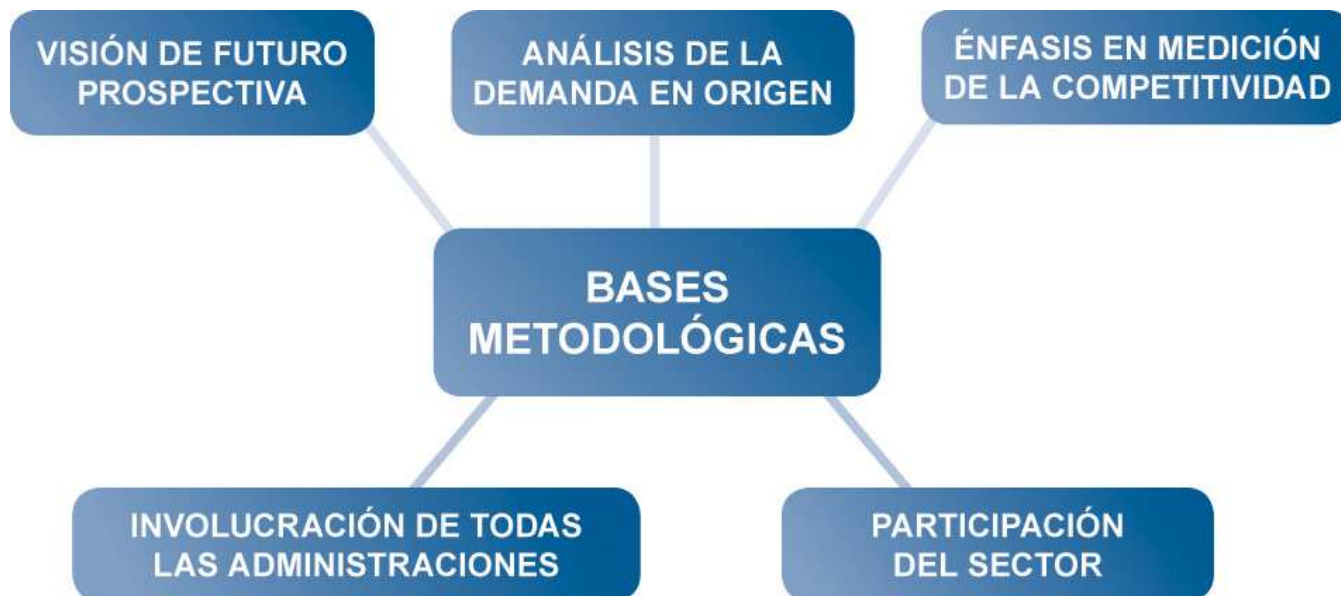 VISIÓN DE FUTURO
PROSPECTIVA
ANÁLISIS DE LA
DEMANDA EN ORIGEN
ÉNFASIS EN MEDICIÓN
DE LA COMPETITIVIDAD
BASES
METODOLÓGICAS
INVOLUCRACIÓN DE TODAS
LAS ADMINISTRACIONES
PARTICIPACIÓN
DEL SECTOR